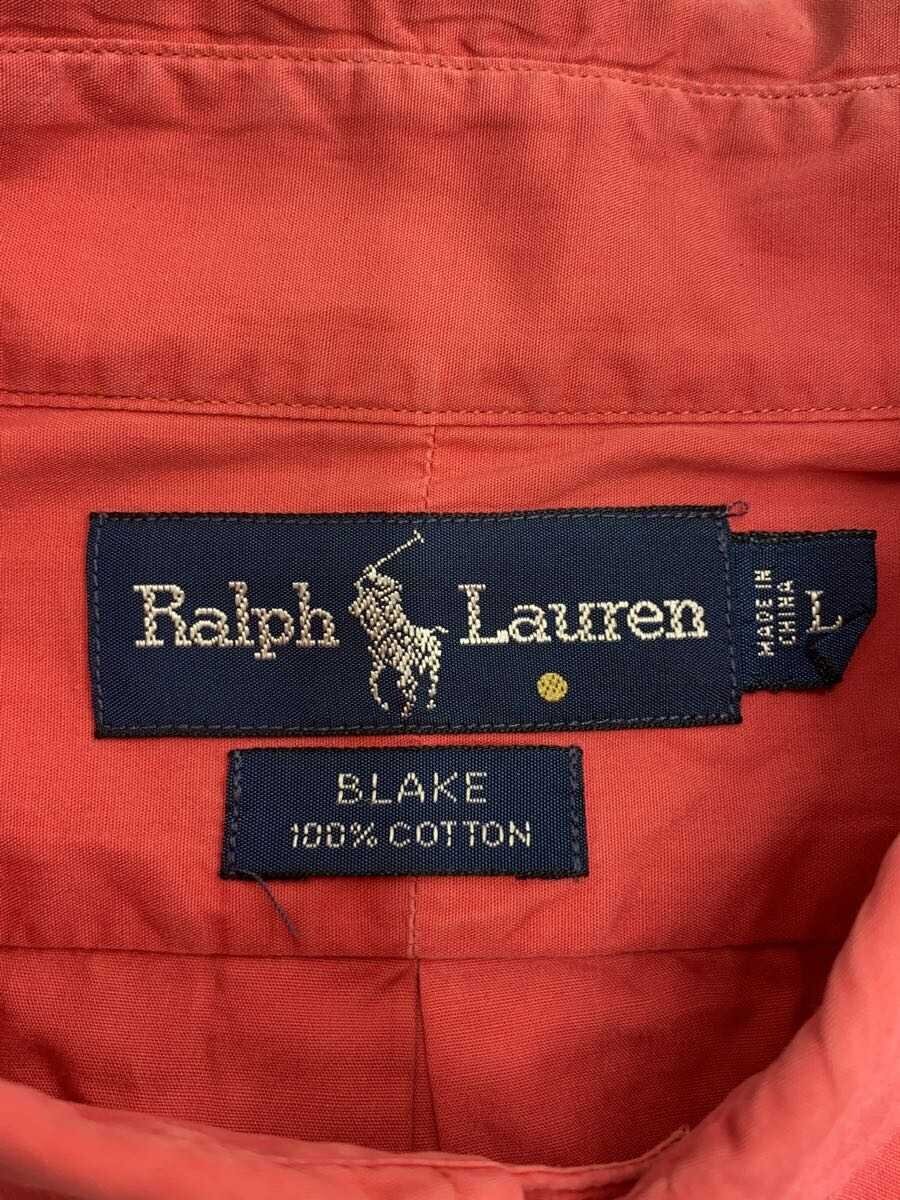 Ralph Lauren
MADE IN
CHINA
L
BLAKE
100% COTTON